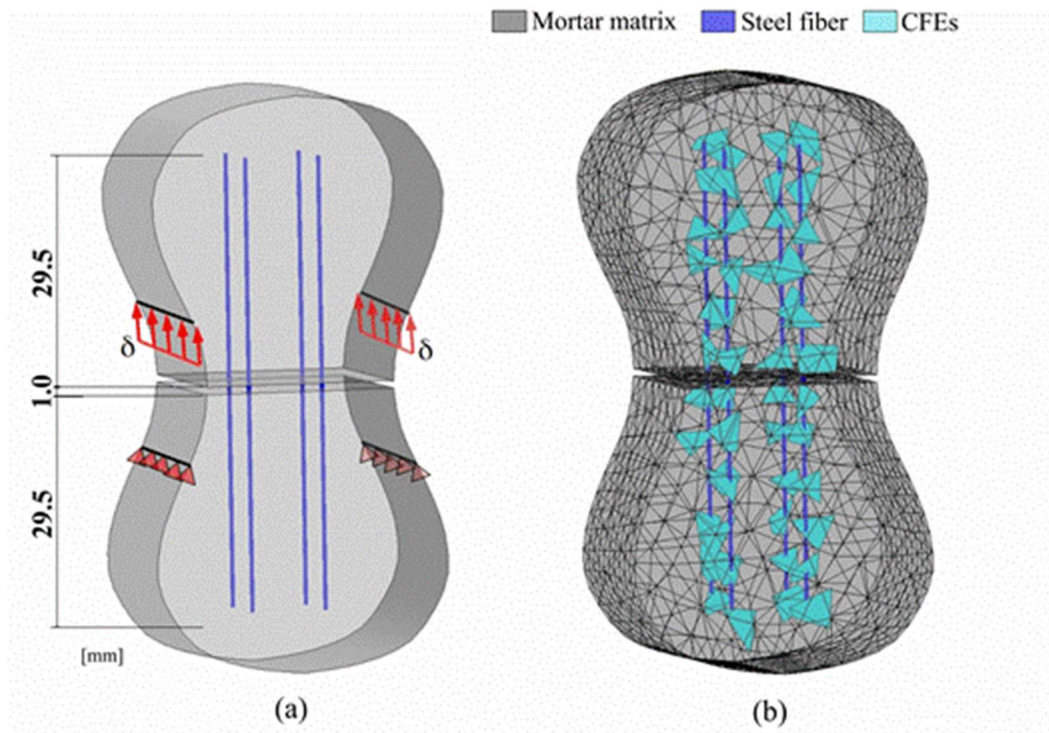 Mortar matrix Steel fiber CFEs
29.5
δ δ
1.0
29.5
[mm]
(a) (b)